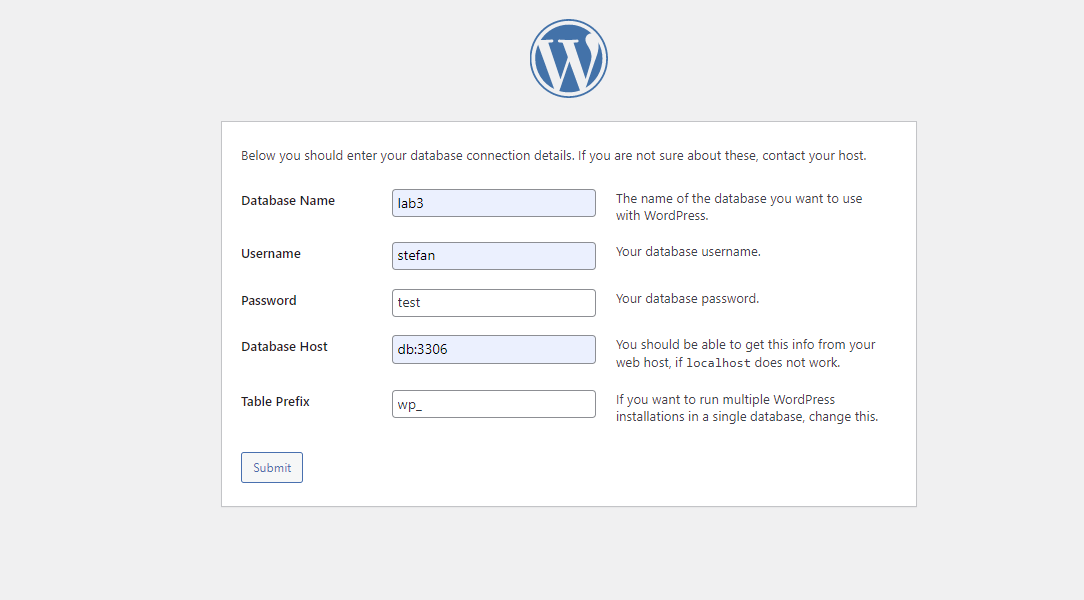 Below you should enter your database connection details. If you are not sure about these, contact your host.
Database Name
lab3
The name of the database you want to use
with WordPress.
Username
stefan
Your database username.
Password
test
Your database password.
Database Host
db:3306
You should be able to get this info from your
web host, if localhost does not work.
Table Prefix
wp_
If you want to run multiple WordPress
installations in a single database, change this.
Submit